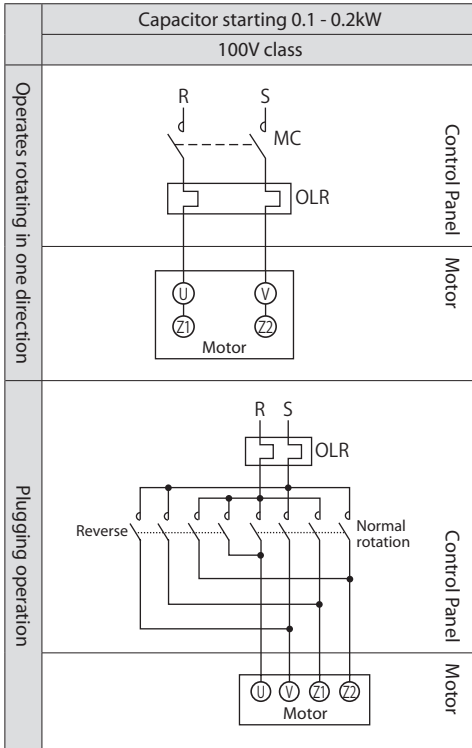 Capacitor starting 0.1 - 0.2kW
100V class
Operates rotating in one direction
R S
MC
OLR
Control Panel
Motor
U V
Z1 Z2
Motor
Plugging operation
R S
OLR
Reverse
Normal
rotation
Control Panel
Motor
U V Z1 Z2
Motor